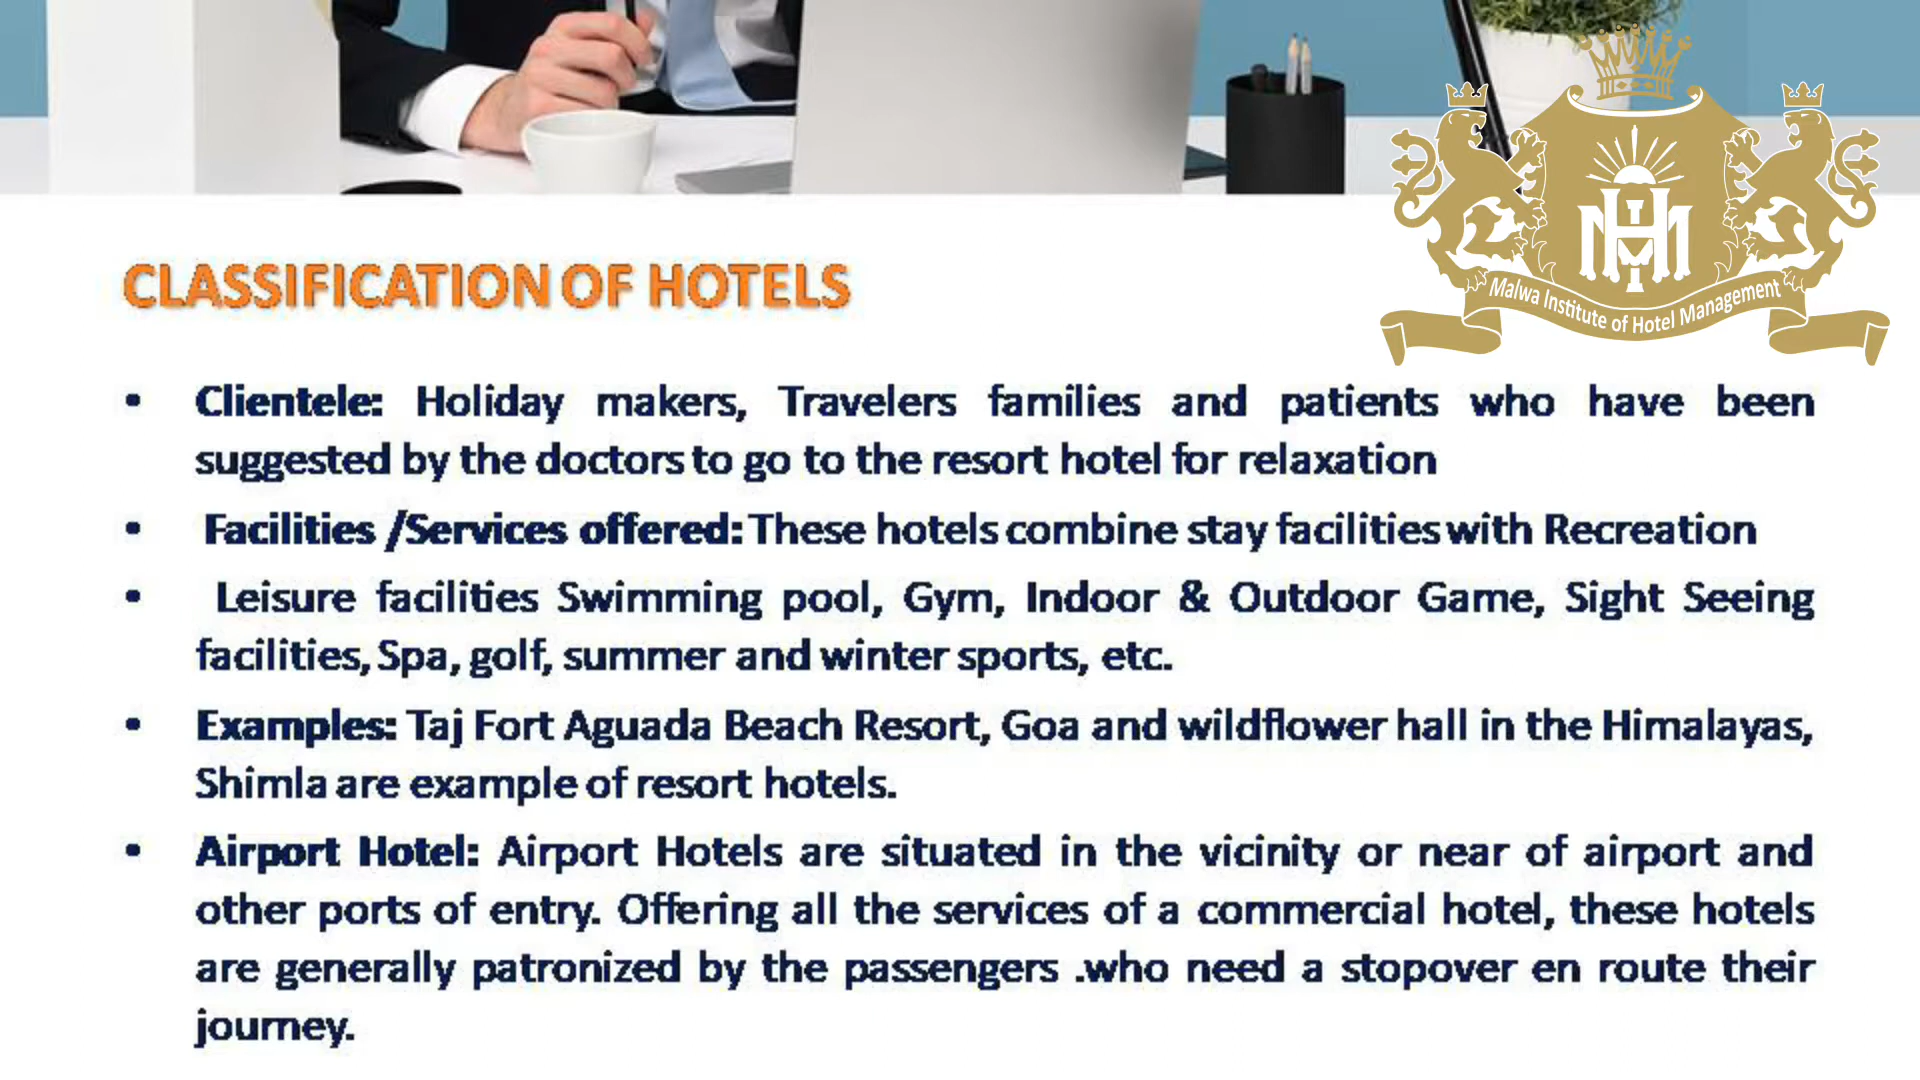 Malwa Institute of Hotel Management
CLASSIFICATION OF HOTELS
• Clientele: Holiday makers, Travelers families and patients who have been
suggested by the doctors to go to the resort hotel for relaxation
• Facilities /Services offered: These hotels combine stay facilities with Recreation
• Leisure facilities Swimming pool, Gym, Indoor & Outdoor Game, Sight Seeing
facilities, Spa, golf, summer and winter sports, etc.
• Examples: Taj Fort Aguada Beach Resort, Goa and wildflower hall in the Himalayas,
Shimla are example of resort hotels.
• Airport Hotel: Airport Hotels are situated in the vicinity or near of airport and
other ports of entry. Offering all the services of a commercial hotel, these hotels
are generally patronized by the passengers .who need a stopover en route their
journey.